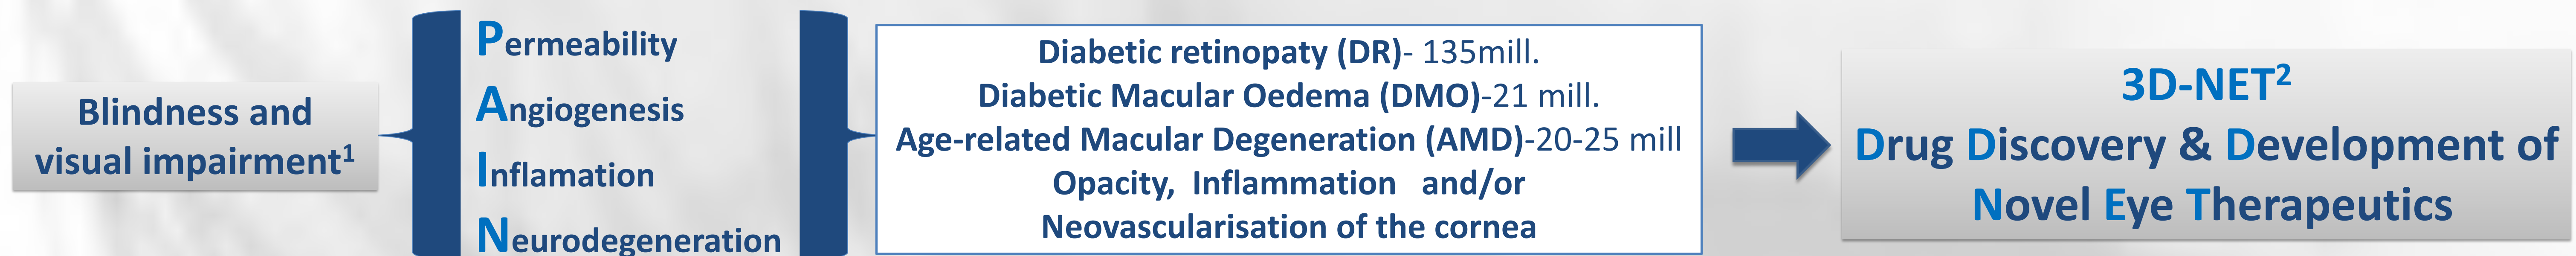 Blindness and
visual impairment1
Permeability
Angiogenesis
Inflamation
Neurodegeneration
Diabetic retinopaty (DR)- 135mill.
Diabetic Macular Oedema (DMO)-21 mill.
Age-related Macular Degeneration (AMD)-20-25 mill
Opacity, Inflammation and/or
Neovascularisation of the cornea
3D-NET2
Drug Discovery & Development of
Novel Eye Therapeutics